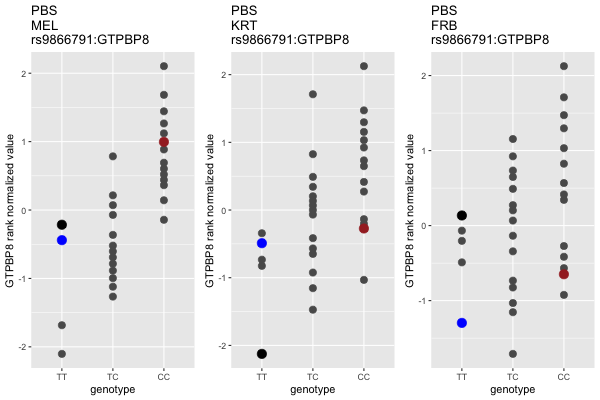 PBS
MEL
rs9866791:GTPBP8
GTPBP8 rank normalized value
2
1
0
-1
-2
TT TC CC
genotype
PBS
KRT
rs9866791:GTPBP8
GTPBP8 rank normalized value
2
1
0
-1
-2
TT TC CC
genotype
PBS
FRB
rs9866791:GTPBP8
GTPBP8 rank normalized value
2
1
0
-1
TT TC CC
genotype